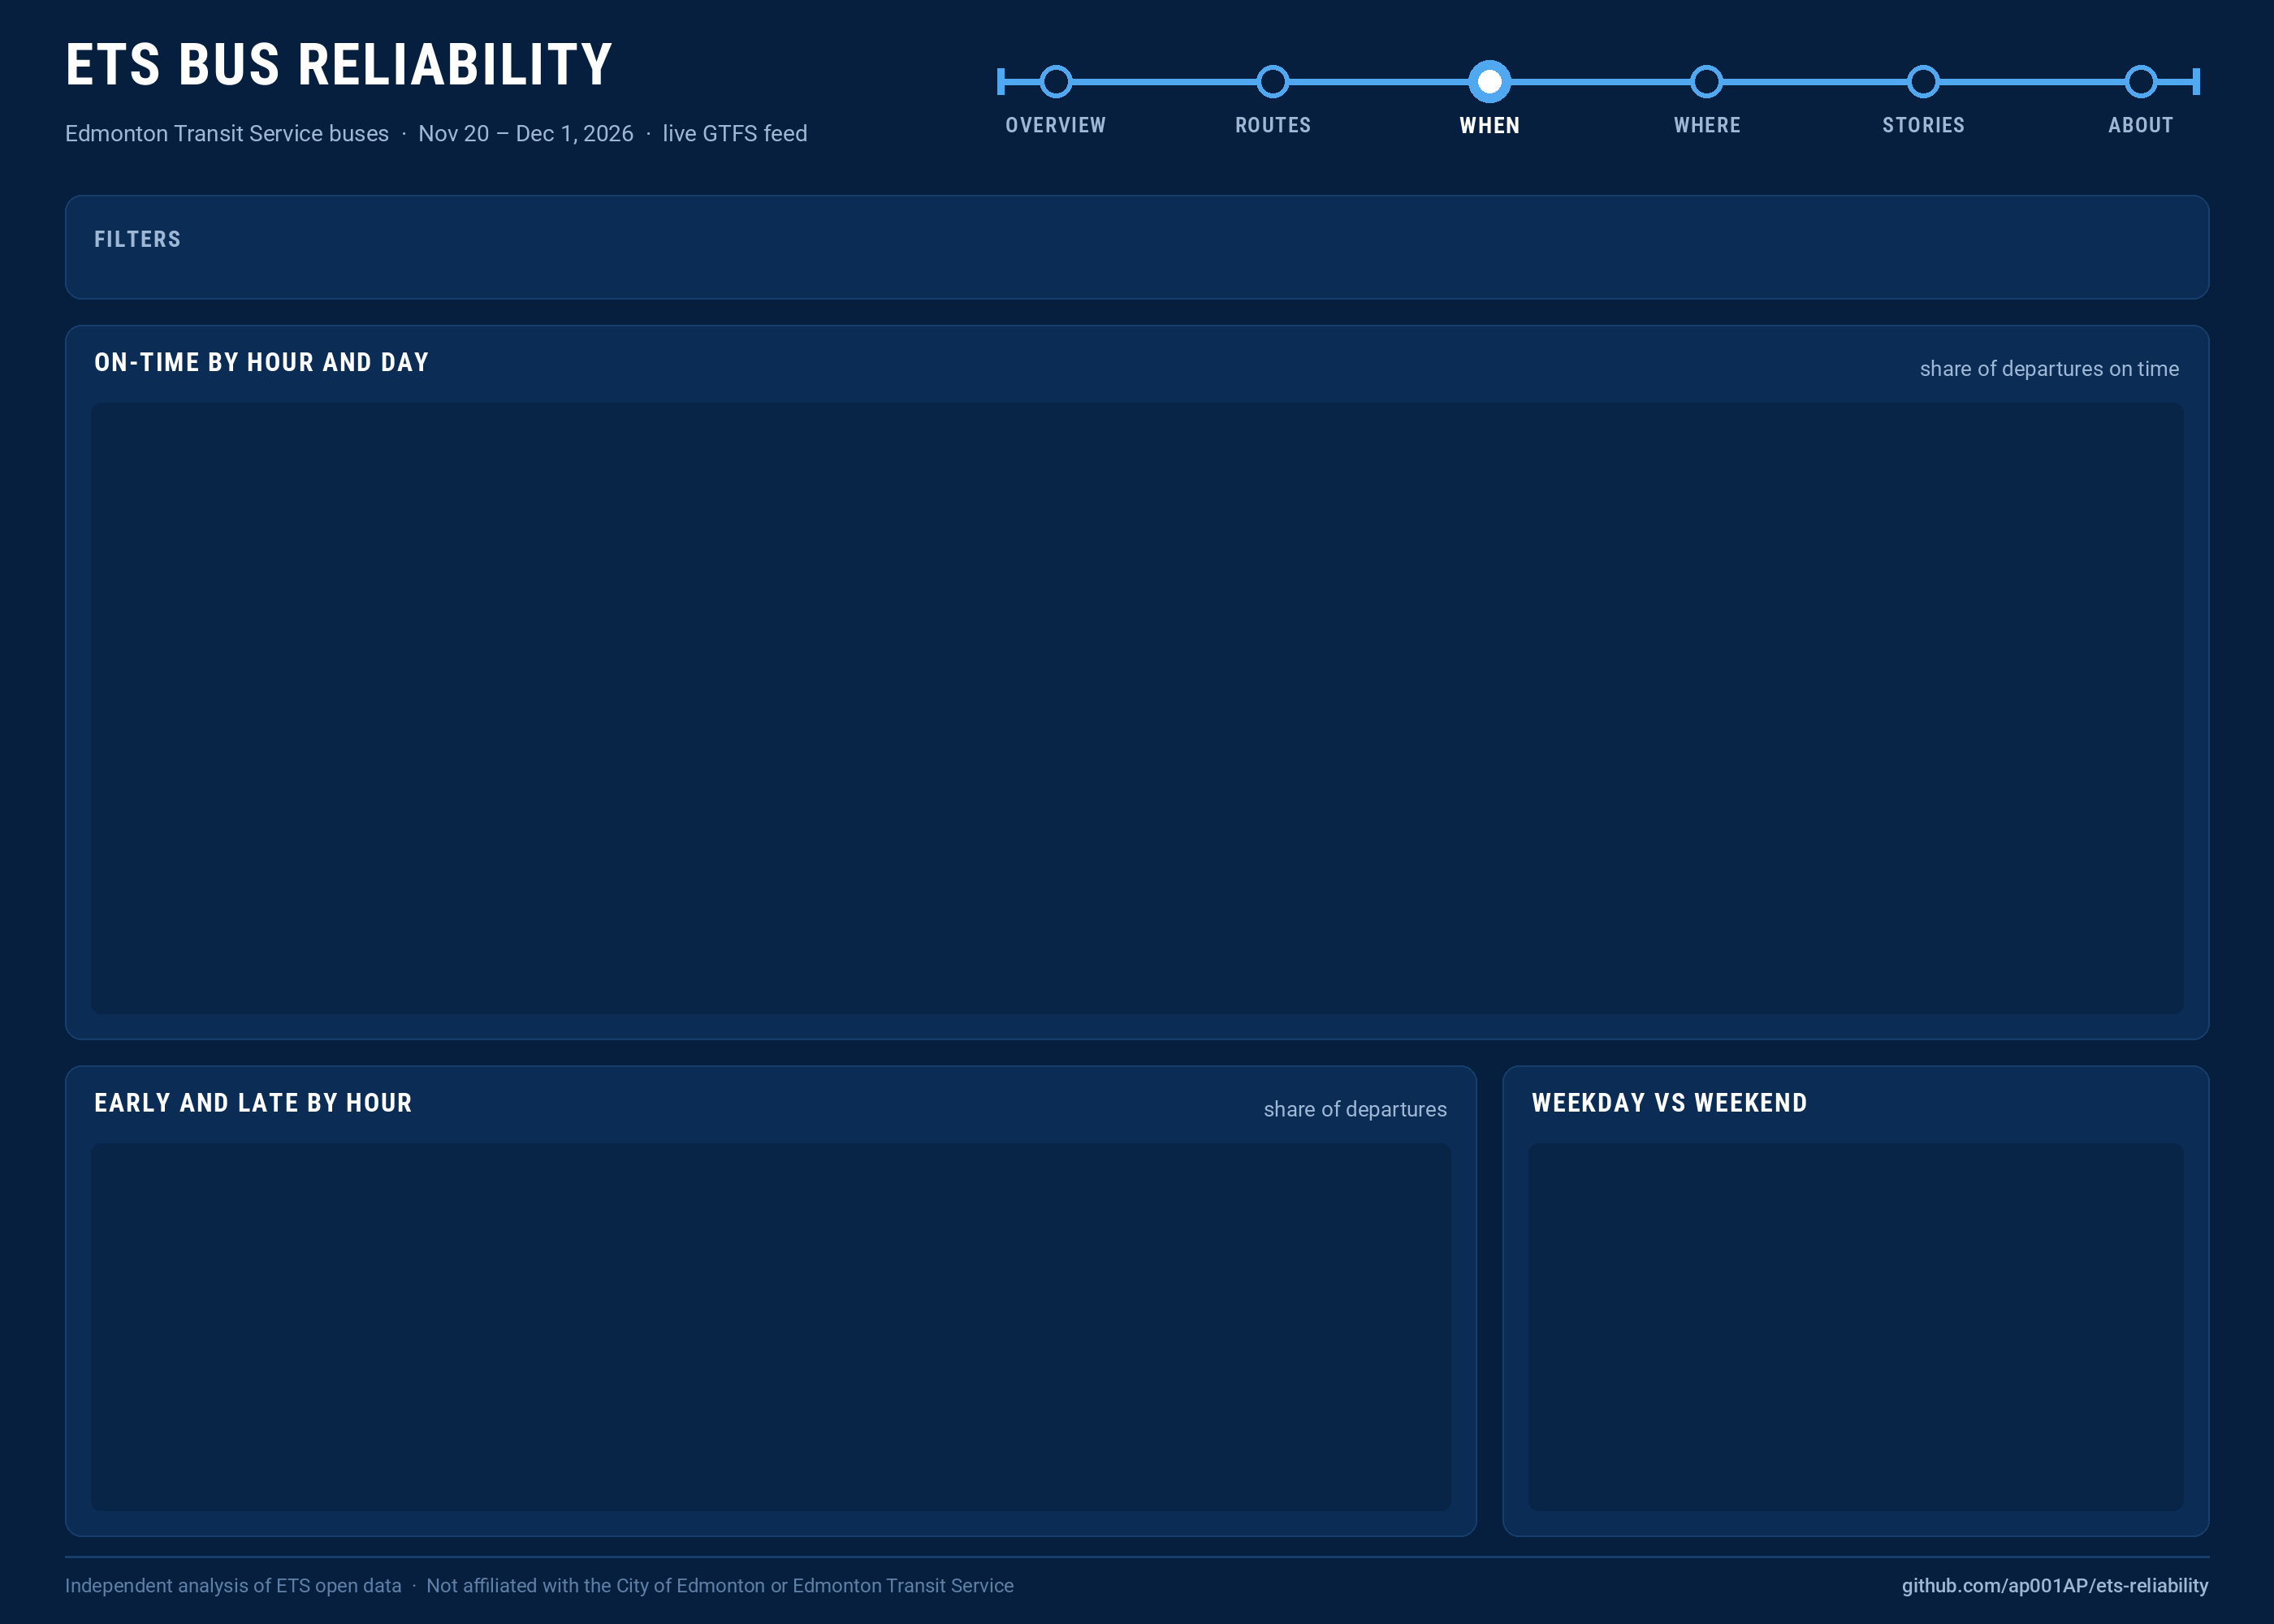 ETS BUS RELIABILITY
Edmonton Transit Service buses · Nov 20 – Dec 1, 2026 · live GTFS feed
OVERVIEW ROUTES WHEN WHERE STORIES ABOUT
FILTERS
ON-TIME BY HOUR AND DAY
share of departures on time
EARLY AND LATE BY HOUR
share of departures
WEEKDAY VS WEEKEND
Independent analysis of ETS open data · Not affiliated with the City of Edmonton or Edmonton Transit Service
github.com/ap001AP/ets-reliability